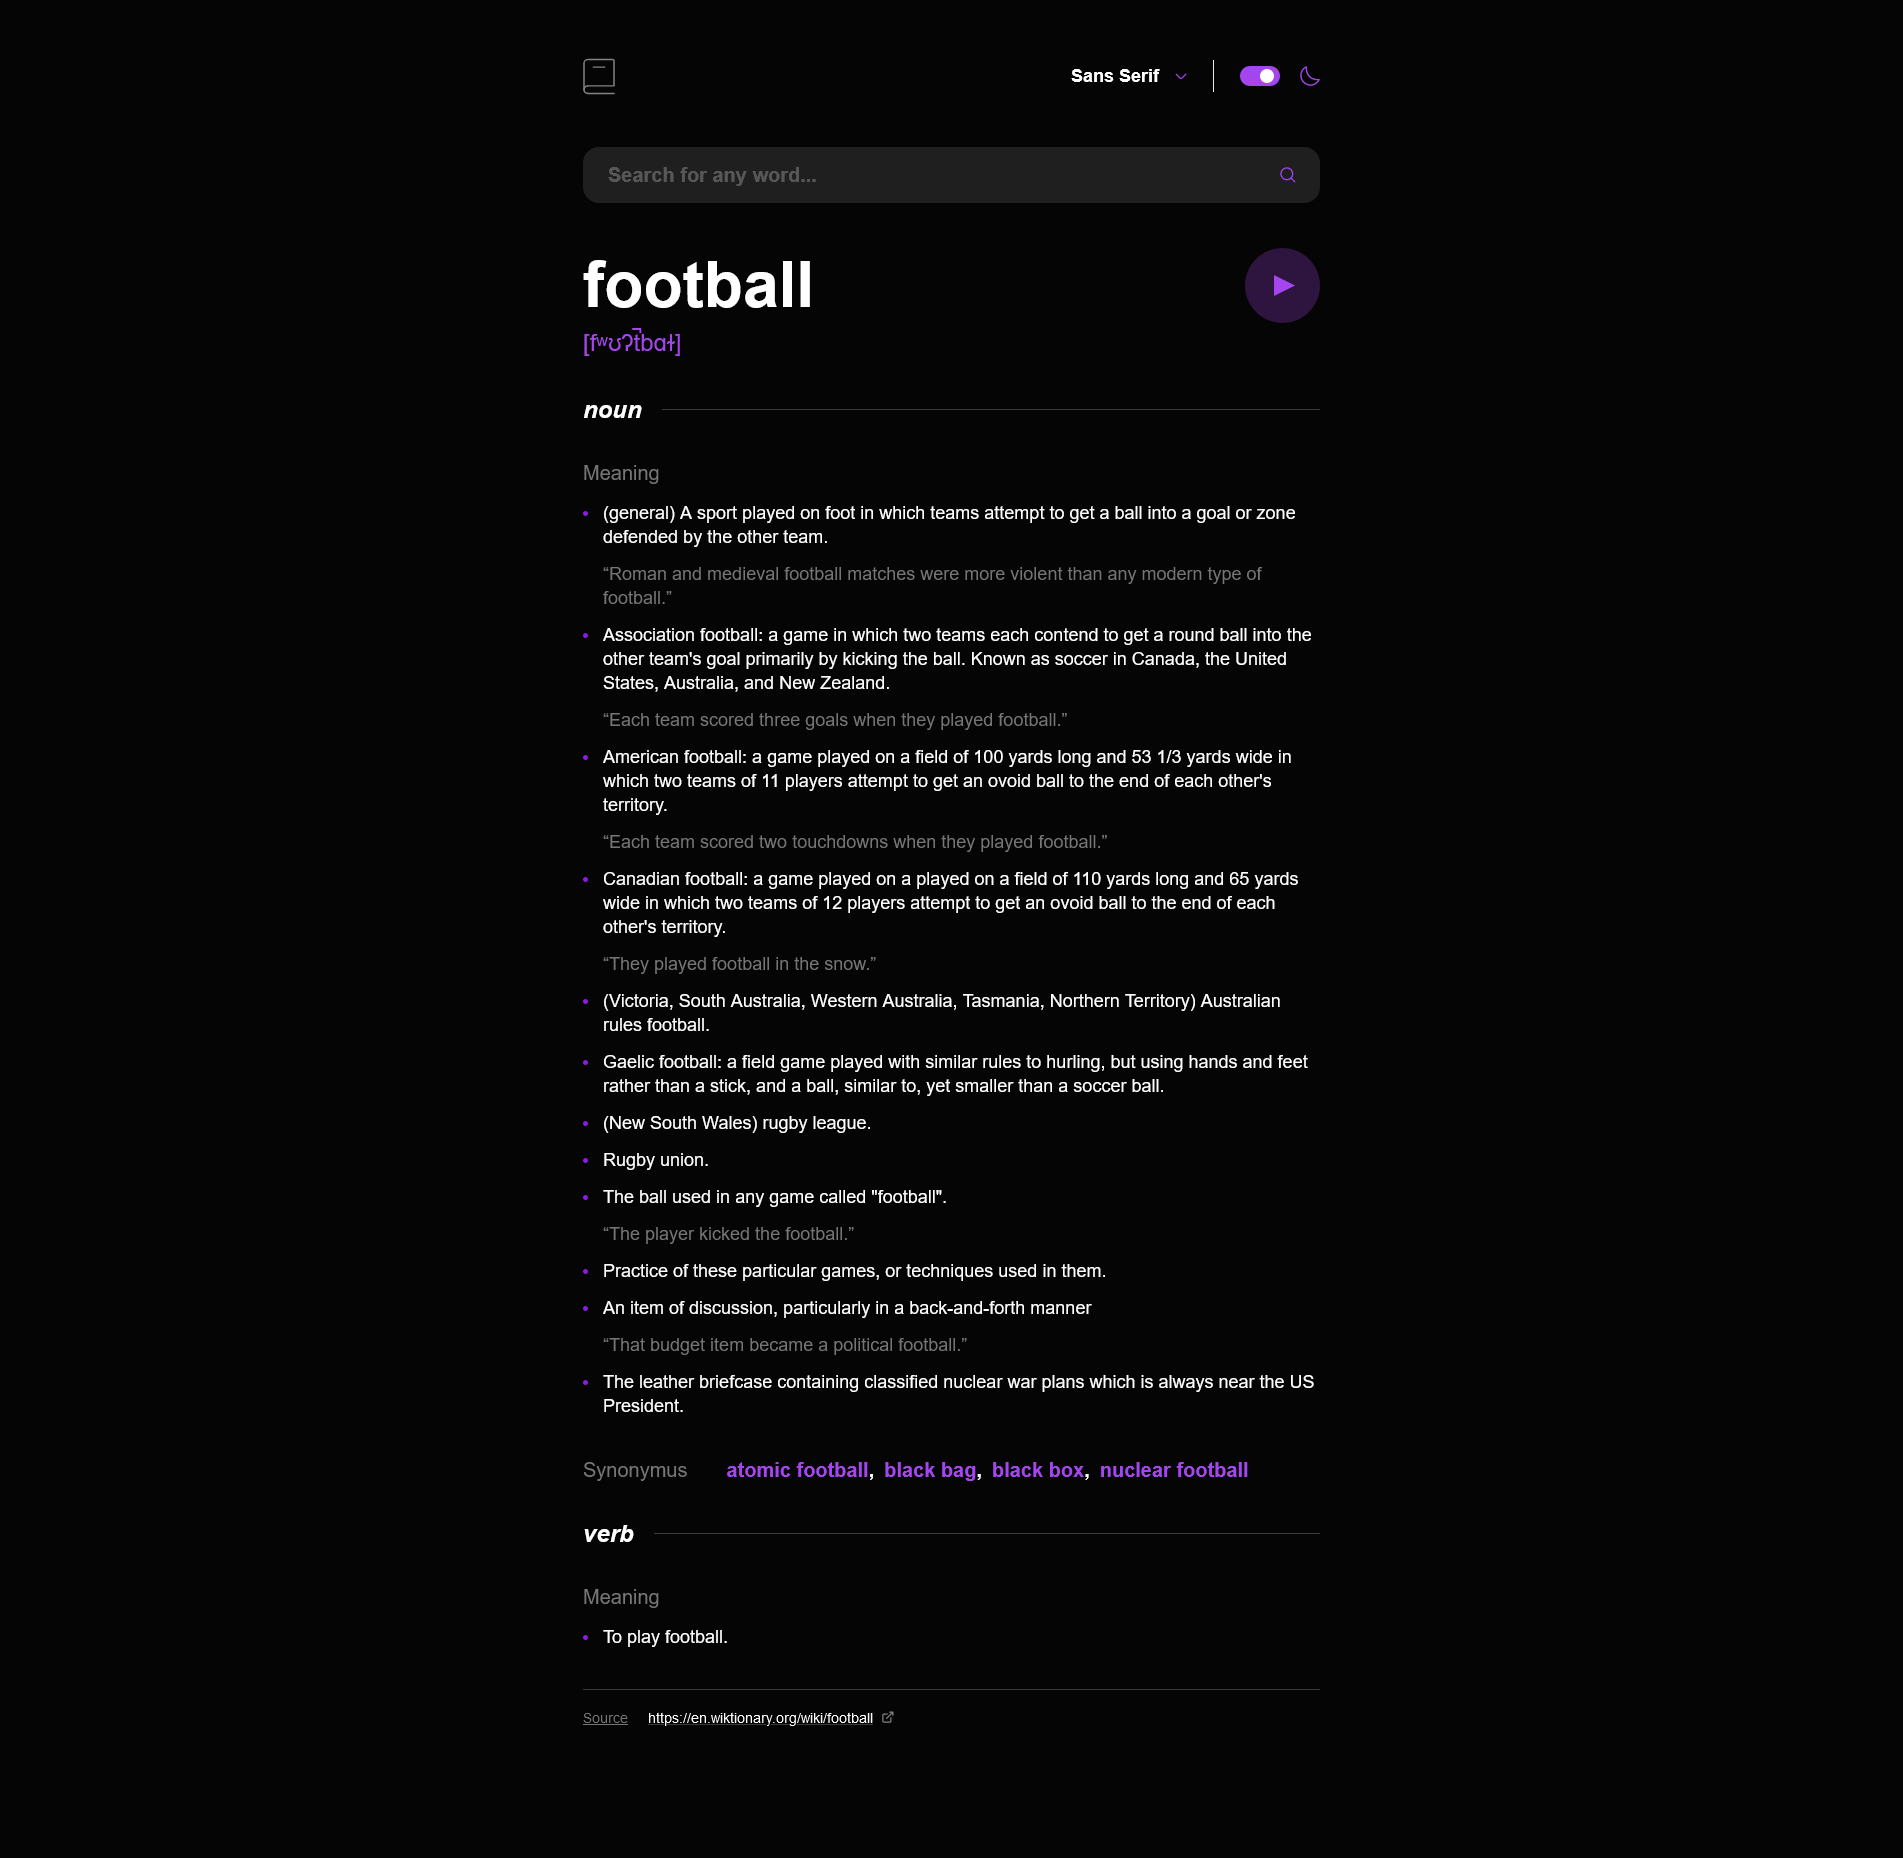 Sans Serif
Search for any word...
football
[fʷʊʔt̚bɑɫ]
noun
Meaning
(general) A sport played on foot in which teams attempt to get a ball into a goal or zone
defended by the other team.
“Roman and medieval football matches were more violent than any modern type of
football.”
Association football: a game in which two teams each contend to get a round ball into the
other team's goal primarily by kicking the ball. Known as soccer in Canada, the United
States, Australia, and New Zealand.
“Each team scored three goals when they played football.”
American football: a game played on a field of 100 yards long and 53 1/3 yards wide in
which two teams of 11 players attempt to get an ovoid ball to the end of each other's
territory.
“Each team scored two touchdowns when they played football.”
Canadian football: a game played on a played on a field of 110 yards long and 65 yards
wide in which two teams of 12 players attempt to get an ovoid ball to the end of each
other's territory.
“They played football in the snow.”
(Victoria, South Australia, Western Australia, Tasmania, Northern Territory) Australian
rules football.
Gaelic football: a field game played with similar rules to hurling, but using hands and feet
rather than a stick, and a ball, similar to, yet smaller than a soccer ball.
(New South Wales) rugby league.
Rugby union.
The ball used in any game called "football".
“The player kicked the football.”
Practice of these particular games, or techniques used in them.
An item of discussion, particularly in a back-and-forth manner
“That budget item became a political football.”
The leather briefcase containing classified nuclear war plans which is always near the US
President.
Synonymus atomic football, black bag, black box, nuclear football
verb
Meaning
To play football.
Source https://en.wiktionary.org/wiki/football